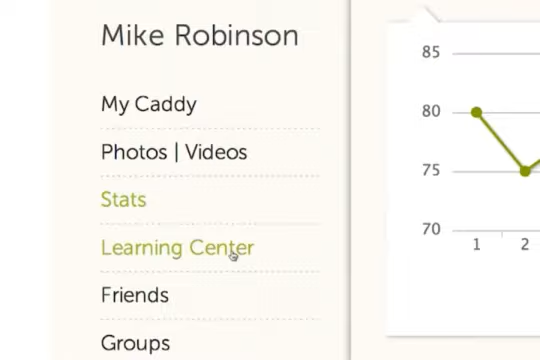 Mike Robinson
My Caddy
Photos | Videos
Stats
Learning Center
Friends
Groups
85
80
75
70
1 2